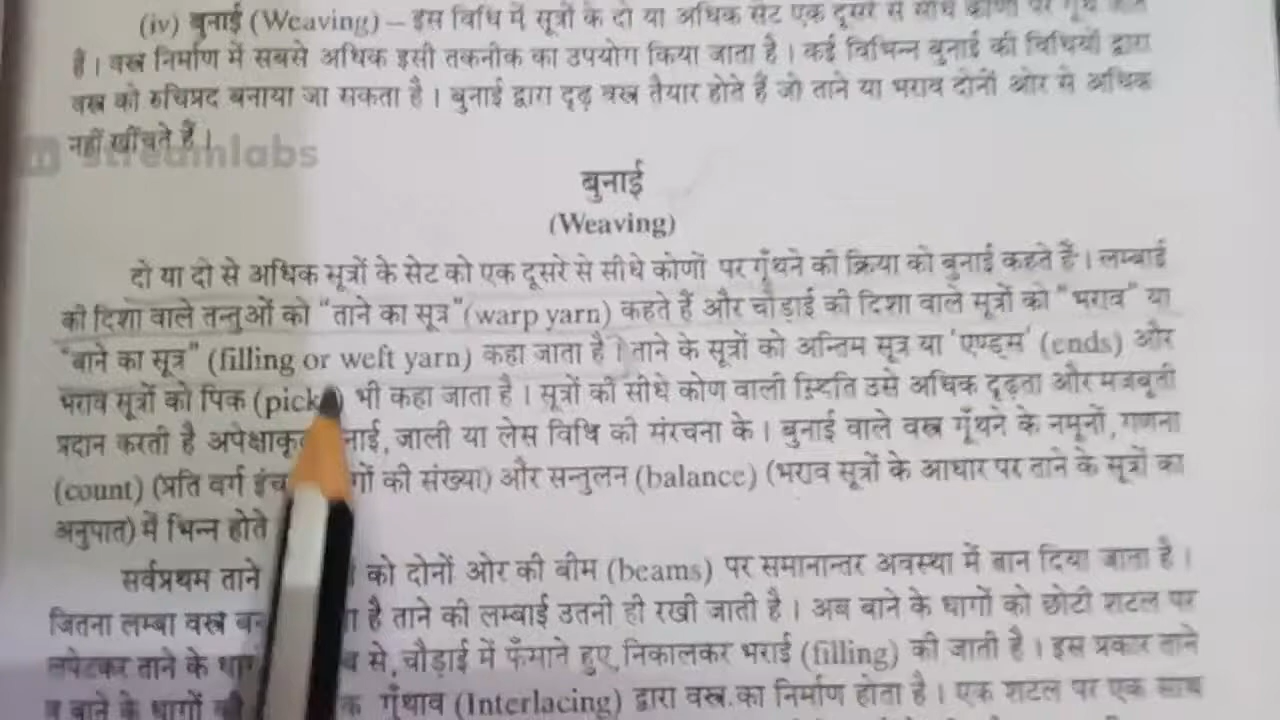 (iv) बुनाई (Weaving) – इस विधि में सूत्रों के दो या अधिक सेट एक दूसरे से सीधे कोणों पर गूँथे जाते
हैं। वस्त्र निर्माण में सबसे अधिक इसी तकनीक का उपयोग किया जाता है। कई विभिन्न बुनाई की विधियों द्वारा
वस्त्र को रुचिप्रद बनाया जा सकता है। बुनाई द्वारा दृढ़ वस्त्र तैयार होते हैं जो ताने या भराव दोनों ओर से अधिक
नहीं खींचते हैं।
streamlabs
बुनाई
(Weaving)
दो या दो से अधिक सूत्रों के सेट को एक दूसरे से सीधे कोणों पर गूँथने की क्रिया को बुनाई कहते हैं। लम्बाई
की दिशा वाले तन्तुओं को “ताने का सूत्र” (warp yarn) कहते हैं और चौड़ाई की दिशा वाले सूत्रों को “भराव” या
“बाने का सूत्र” (filling or weft yarn) कहा जाता है। ताने के सूत्रों को अन्तिम सूत्र या ‘एण्ड्स’ (ends) और
भराव सूत्रों को पिक (pick) भी कहा जाता है। सूत्रों की सीधे कोण वाली स्थिति उसे अधिक दृढ़ता और मजबूती
प्रदान करती है, जाली या लेस विधि की संरचना के। बुनाई वाले वस्त्र गूँथने के नमूनों, गणना
(count) (प्रति वर्ग इंच की संख्या) और सन्तुलन (balance) (भराव सूत्रों के आधार पर ताने के सूत्रों का
अनुपात) में भिन्न होते
सर्वप्रथम ताने को दोनों ओर की बीम (beams) पर समानान्तर अवस्था में तान दिया जाता है।
जितना लम्बा वस्त्र है ताने की लम्बाई उतनी ही रखी जाती है। अब बाने के धागों को छोटी शटल पर
लपेटकर ताने के से, चौड़ाई में फँसाते हुए निकालकर भराई (filling) की जाती है। इस प्रकार ताने
व बाने के धागों गूँथाव (Interlacing) द्वारा वस्त्र का निर्माण होता है। एक शटल पर एक साथ